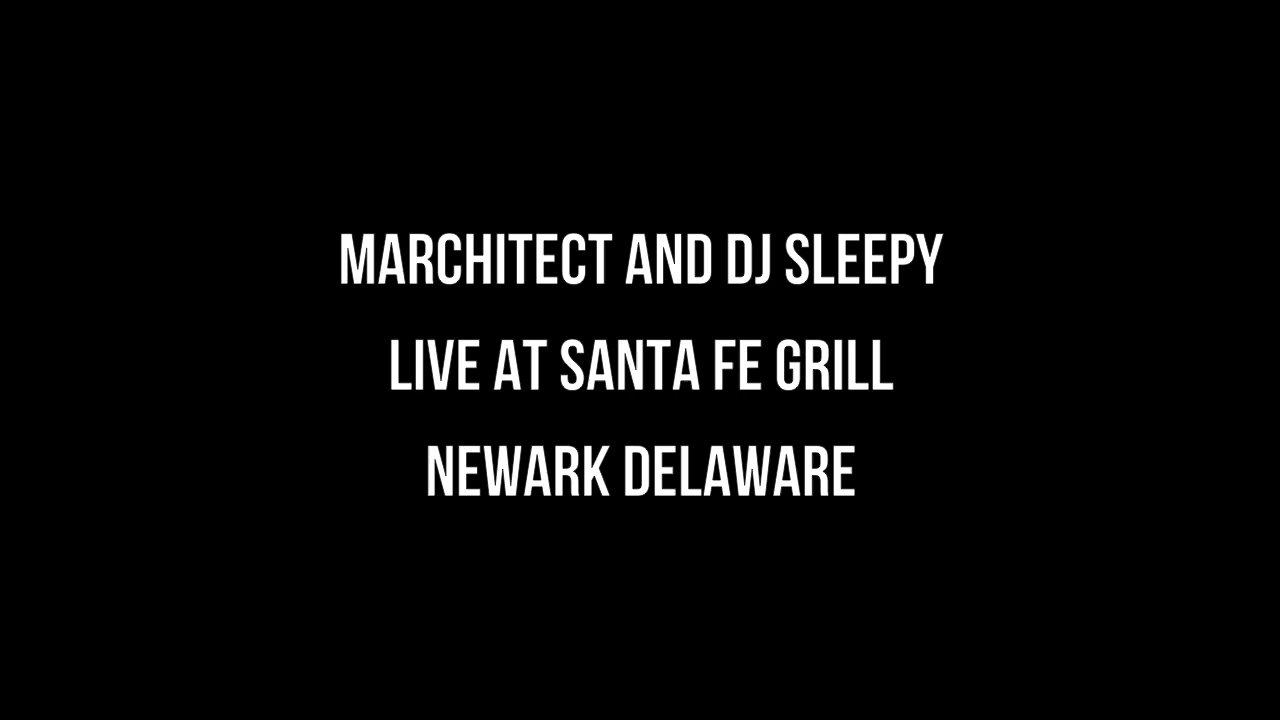 MARCHITECT AND DJ SLEEPY
LIVE AT SANTA FE GRILL
NEWARK DELAWARE